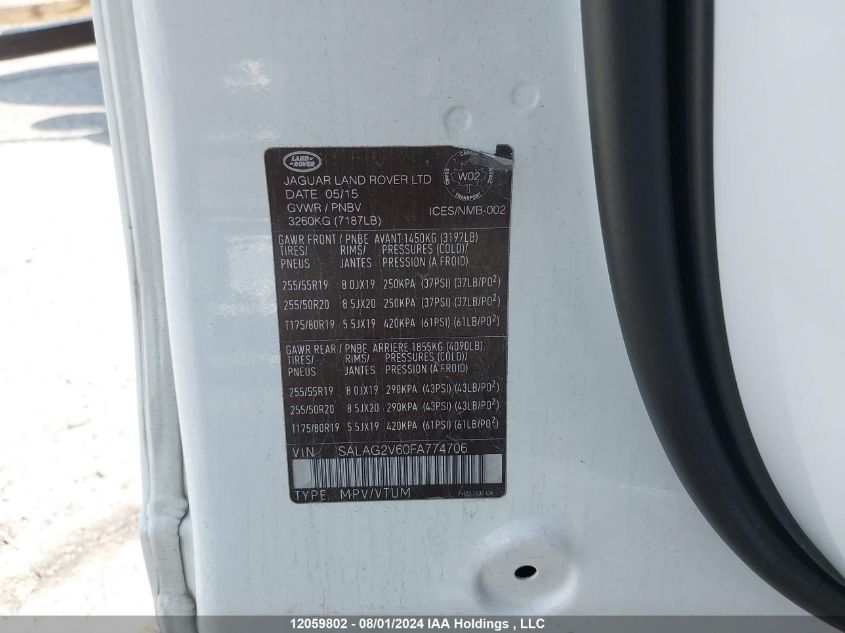 LAND
ROVER
JAGUAR LAND ROVER LTD
DATE 05/15
GVWR / PNBV
3260KG (7187LB)
W02
ICES/NMB-002
GAWR FRONT / PNBE AVANT 1450KG (3197LB)
TIRES/ RIMS/ PRESSURES (COLD)/
PNEUS JANTES PRESSION (A FROID)
255/55R19 8.0JX19 250KPA (37PSI) (37LB/PO²)
255/50R20 8.5JX20 250KPA (37PSI) (37LB/PO²)
T175/80R19 5.5JX19 420KPA (61PSI) (61LB/PO²)
GAWR REAR / PNBE ARRIERE 1855KG (4090LB)
TIRES/ RIMS/ PRESSURES (COLD)/
PNEUS JANTES PRESSION (A FROID)
255/55R19 8.0JX19 290KPA (43PSI) (43LB/PO²)
255/50R20 8.5JX20 290KPA (43PSI) (43LB/PO²)
T175/80R19 5.5JX19 420KPA (61PSI) (61LB/PO²)
VIN SALAG2V60FA774706
TYPE MPV/VTUM
12059802 - 08/01/2024 IAA Holdings , LLC